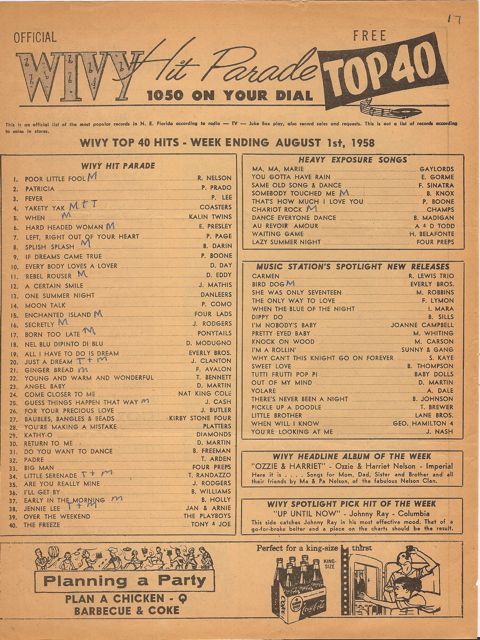 17
OFFICIAL
FREE
WIVY Hit Parade TOP 40
1050 ON YOUR DIAL
This is an official list of the most popular records in N. E. Florida according to radio — TV — Juke Box play, also record sales and requests. This is not a list of records according to sales in stores.
WIVY TOP 40 HITS - WEEK ENDING AUGUST 1st, 1958
WIVY HIT PARADE
1. POOR LITTLE FOOL M R. NELSON
2. PATRICIA P. PRADO
3. FEVER P. LEE
4. YAKETY YAK M + T COASTERS
5. WHEN M KALIN TWINS
6. HARD HEADED WOMAN M E. PRESLEY
7. LEFT, RIGHT OUT OF YOUR HEART P. PAGE
8. SPLISH SPLASH M B. DARIN
9. IF DREAMS CAME TRUE P. BOONE
10. EVERY BODY LOVES A LOVER D. DAY
11. REBEL ROUSER M D. EDDY
12. A CERTAIN SMILE J. MATHIS
13. ONE SUMMER NIGHT DANLEERS
14. MOON TALK P. COMO
15. ENCHANTED ISLAND M FOUR LADS
16. SECRETLY M J. RODGERS
17. BORN TOO LATE M PONYTAILS
18. NEL BLU DIPINTO DI BLU D. MODUGNO
19. ALL I HAVE TO DO IS DREAM EVERLY BROS.
20. JUST A DREAM T + M J. CLANTON
21. GINGER BREAD M F. AVALON
22. YOUNG AND WARM AND WONDERFUL T. BENNETT
23. ANGEL BABY D. MARTIN
24. COME CLOSER TO ME NAT KING COLE
25. GUESS THINGS HAPPEN THAT WAY M J. CASH
26. FOR YOUR PRECIOUS LOVE J. BUTLER
27. BAUBLES, BANGLES & BEADS KIRBY STONE FOUR
28. YOU'RE MAKING A MISTAKE PLATTERS
29. KATHY-O DIAMONDS
30. RETURN TO ME D. MARTIN
31. DO YOU WANT TO DANCE B. FREEMAN
32. PADRE T. ARDEN
33. BIG MAN FOUR PREPS
34. LITTLE SERENADE T + M T. RANDAZZO
35. ARE YOU REALLY MINE J. RODGERS
36. I'LL GET BY B. WILLIAMS
37. EARLY IN THE MORNING M B. HOLLY
38. JENNIE LEE T + M JAN & ARNIE
39. OVER THE WEEKEND THE PLAYBOYS
40. THE FREEZE TONY & JOE
HEAVY EXPOSURE SONGS
MA, MA, MARIE GAYLORDS
YOU GOTTA HAVE RAIN E. GORME
SAME OLD SONG & DANCE F. SINATRA
SOMEBODY TOUCHED ME M B. KNOX
THAT'S HOW MUCH I LOVE YOU P. BOONE
CHARIOT ROCK M CHAMPS
DANCE EVERYONE DANCE B. MADIGAN
AU REVOIR AMOUR A 4 D TODD
WAITING GAME H. BELAFONTE
LAZY SUMMER NIGHT FOUR PREPS
MUSIC STATION'S SPOTLIGHT NEW RELEASES
CARMEN R. LEWIS TRIO
BIRD DOG M EVERLY BROS.
SHE WAS ONLY SEVENTEEN M. ROBBINS
THE ONLY WAY TO LOVE F. LYMON
WHEN THE BLUE OF THE NIGHT I. MARA
DIPPY DO B. SILLS
I'M NOBODY'S BABY JOANNE CAMPBELL
PRETTY EYED BABY M. WHITING
KNOCK ON WOOD M. CARSON
I'M A ROLLIN' SUNNY & GANG
WHY CAN'T THIS KNIGHT GO ON FOREVER S. KAYE
SWEET LOVE B. THOMPSON
TUTTI FRUTTI POP PI BABY DOLLS
OUT OF MY MIND D. MARTIN
VOLARE A. DALE
THERE'S NEVER BEEN A NIGHT B. JOHNSON
PICKLE UP A DOODLE T. BREWER
LITTLE BROTHER LANE BROS.
WHEN WILL I KNOW GEO. HAMILTON 4
YOU'RE LOOKING AT ME J. NASH
WIVY HEADLINE ALBUM OF THE WEEK
"OZZIE & HARRIET" - Ozzie & Harriet Nelson - Imperial
Here it is . . . Songs for Mom, Dad, Sister and Brother and all their friends by Ma & Pa Nelson, of the fabulous Nelson Clan.
WIVY SPOTLIGHT PICK HIT OF THE WEEK
"UP UNTIL NOW" - Johnny Ray - Columbia
This side catches Johnny Ray in his most effective mood. That of a go-for-broke belter and a place on the charts should be the result.
Planning a Party
PLAN A CHICKEN - Q
BARBECUE & COKE
Perfect for a king-size thirst
KING-SIZE
Coca-Cola